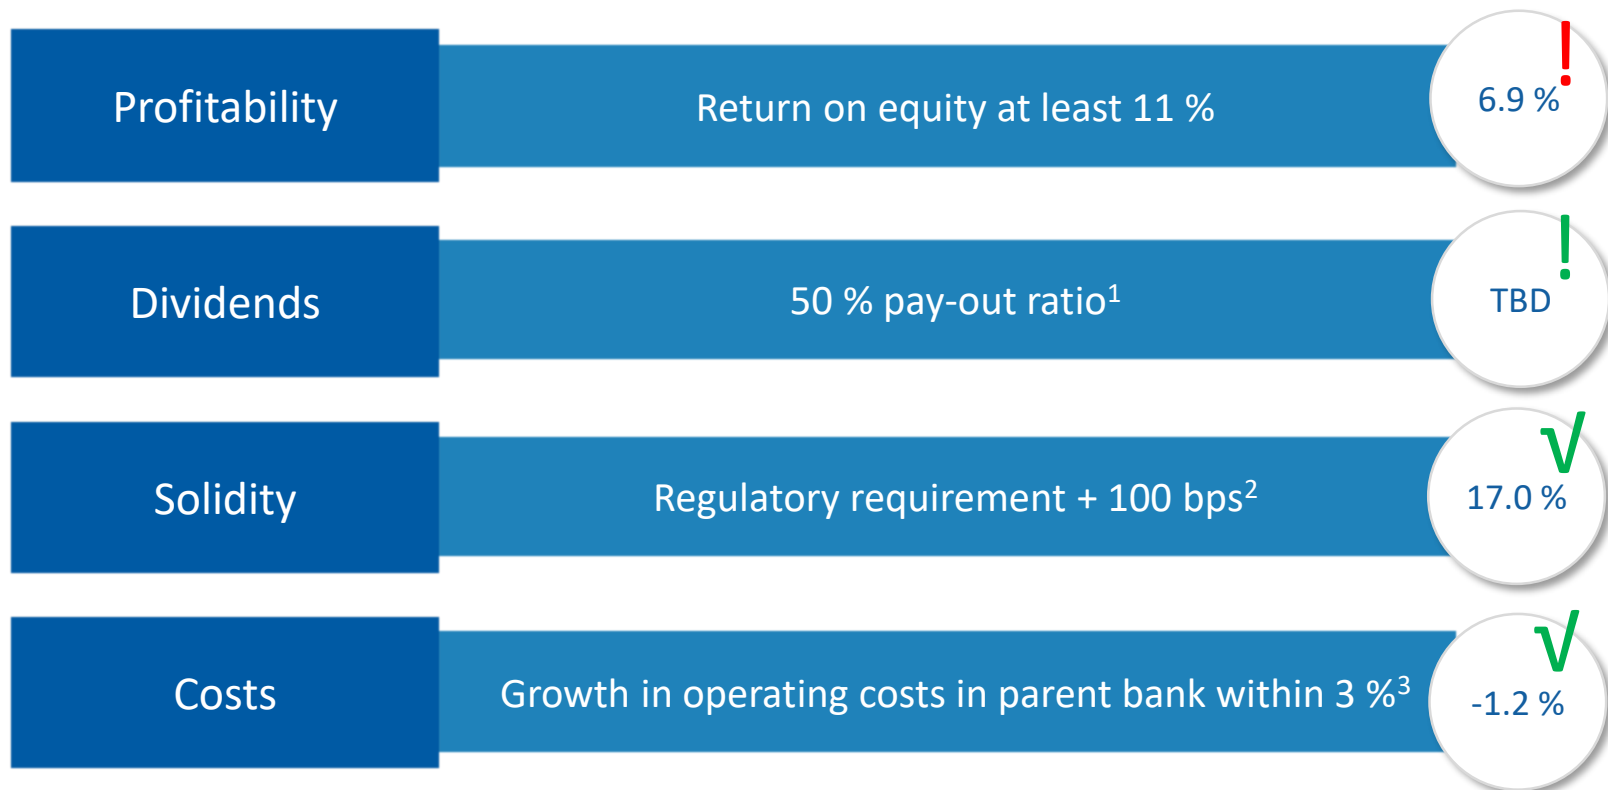 Profitability
Return on equity at least 11 %
6.9 %
!
Dividends
50 % pay-out ratio¹
TBD
!
Solidity
Regulatory requirement + 100 bps²
17.0 %
√
Costs
Growth in operating costs in parent bank within 3 %³
-1.2 %
√